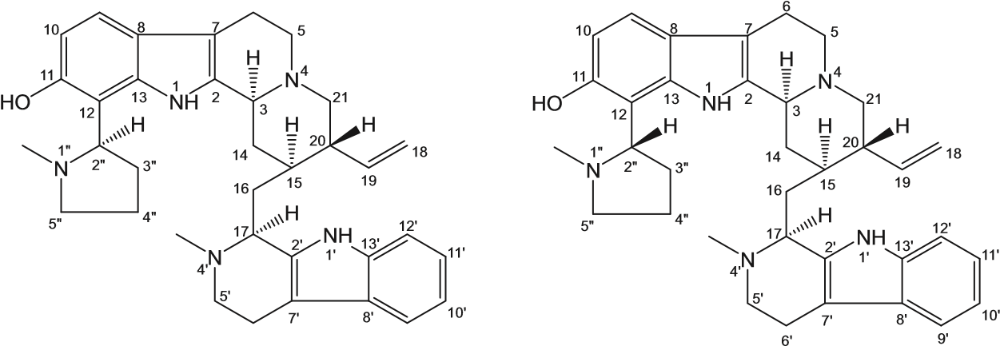 6
10 8 7 5 10 8 7 5
H 4 H 4
11 1 N 11 1 N
HO 13 NH 2 3 21 HO 13 NH 2 3 21
12 12
H H H H H H
1" 14 20 18 1" 14 20 18
N 2" 3" N 2" 3"
16 15 19 16 15 19
5" 4" 5" 4"
17 H NH 12' 17 H NH 12'
2' 13' 2' 13'
N 1' 11' N 1' 11'
4' 4'
5' 10' 5' 10'
7' 8' 7' 8'
6' 9'